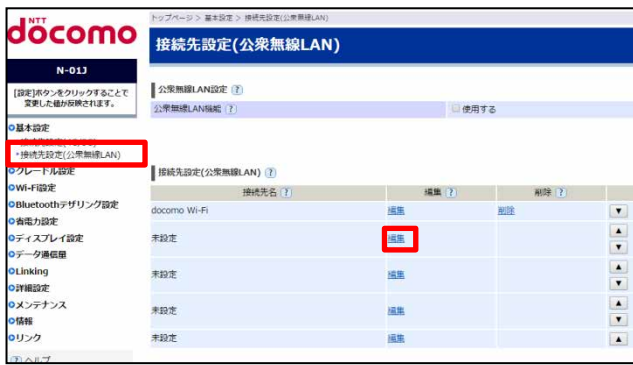 トップページ > 基本設定 > 接続先設定(公衆無線LAN)
NTT
döcomo
接続先設定(公衆無線LAN)
N-01J
[設定]ボタンをクリックすることで
変更した値が反映されます。
基本設定
接続先設定(公衆無線LAN)
クレードル設定
Wi-Fi設定
Bluetoothテザリング設定
省電力設定
ディスプレイ設定
データ通信量
Linking
詳細設定
メンテナンス
情報
リンク
? ヘルプ
公衆無線LAN設定 ?
公衆無線LAN機能 ? 使用する
接続先設定(公衆無線LAN) ?
接続先名 ? 編集 ? 削除 ?
docomo Wi-Fi 編集 削除 ▼
未設定 編集 ▲ ▼
未設定 編集 ▲ ▼
未設定 編集 ▲ ▼
未設定 編集 ▲